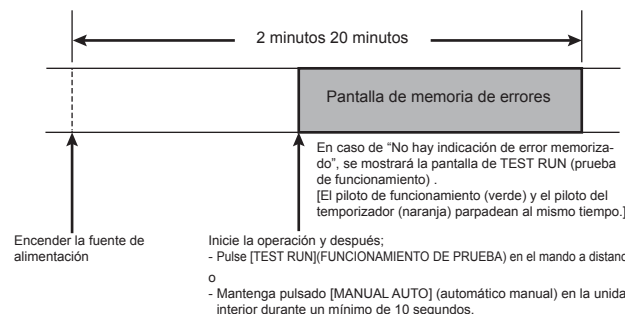 2 minutos 20 minutos
Pantalla de memoria de errores
En caso de “No hay indicación de error memoriza-
do”, se mostrará la pantalla de TEST RUN (prueba
de funcionamiento) .
[El piloto de funcionamiento (verde) y el piloto del
temporizador (naranja) parpadean al mismo tiempo.]
Encender la fuente de
alimentación
Inicie la operación y después;
- Pulse [TEST RUN](FUNCIONAMIENTO DE PRUEBA) en el mando a distanc
o
- Mantenga pulsado [MANUAL AUTO] (automático manual) en la unida
interior durante un mínimo de 10 segundos.